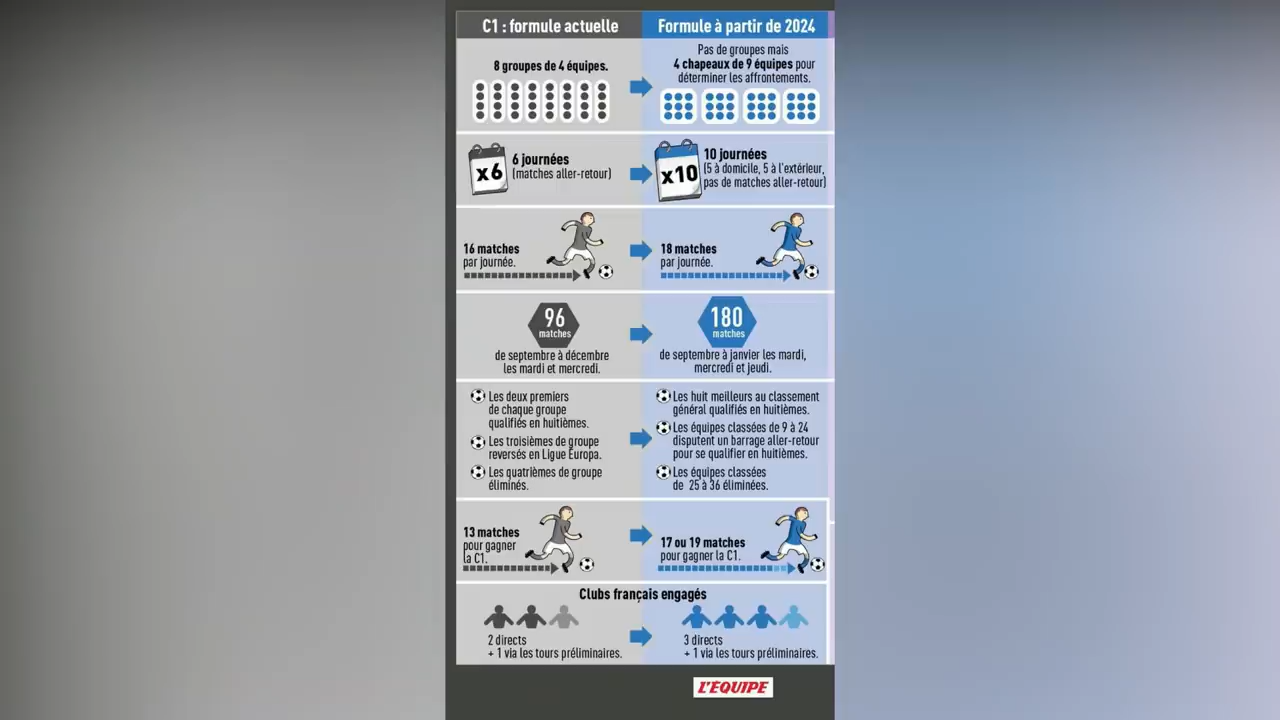 C1 : formule actuelle
Formule à partir de 2024
8 groupes de 4 équipes.
Pas de groupes mais
4 chapeaux de 9 équipes pour
déterminer les affrontements.
x6
6 journées
(matches aller-retour)
x10
10 journées
(5 à domicile, 5 à l'extérieur,
pas de matches aller-retour)
16 matches
par journée.
18 matches
par journée.
96
matches
de septembre à décembre
les mardi et mercredi.
180
matches
de septembre à janvier les mardi,
mercredi et jeudi.
Les deux premiers
de chaque groupe
qualifiés en huitièmes.
Les troisièmes de groupe
reversés en Ligue Europa.
Les quatrièmes de groupe
éliminés.
Les huit meilleurs au classement
général qualifiés en huitièmes.
Les équipes classées de 9 à 24
disputent un barrage aller-retour
pour se qualifier en huitièmes.
Les équipes classées
de 25 à 36 éliminées.
13 matches
pour gagner
la C1.
17 ou 19 matches
pour gagner la C1.
Clubs français engagés
2 directs
+ 1 via les tours préliminaires.
3 directs
+ 1 via les tours préliminaires.
L'ÉQUIPE